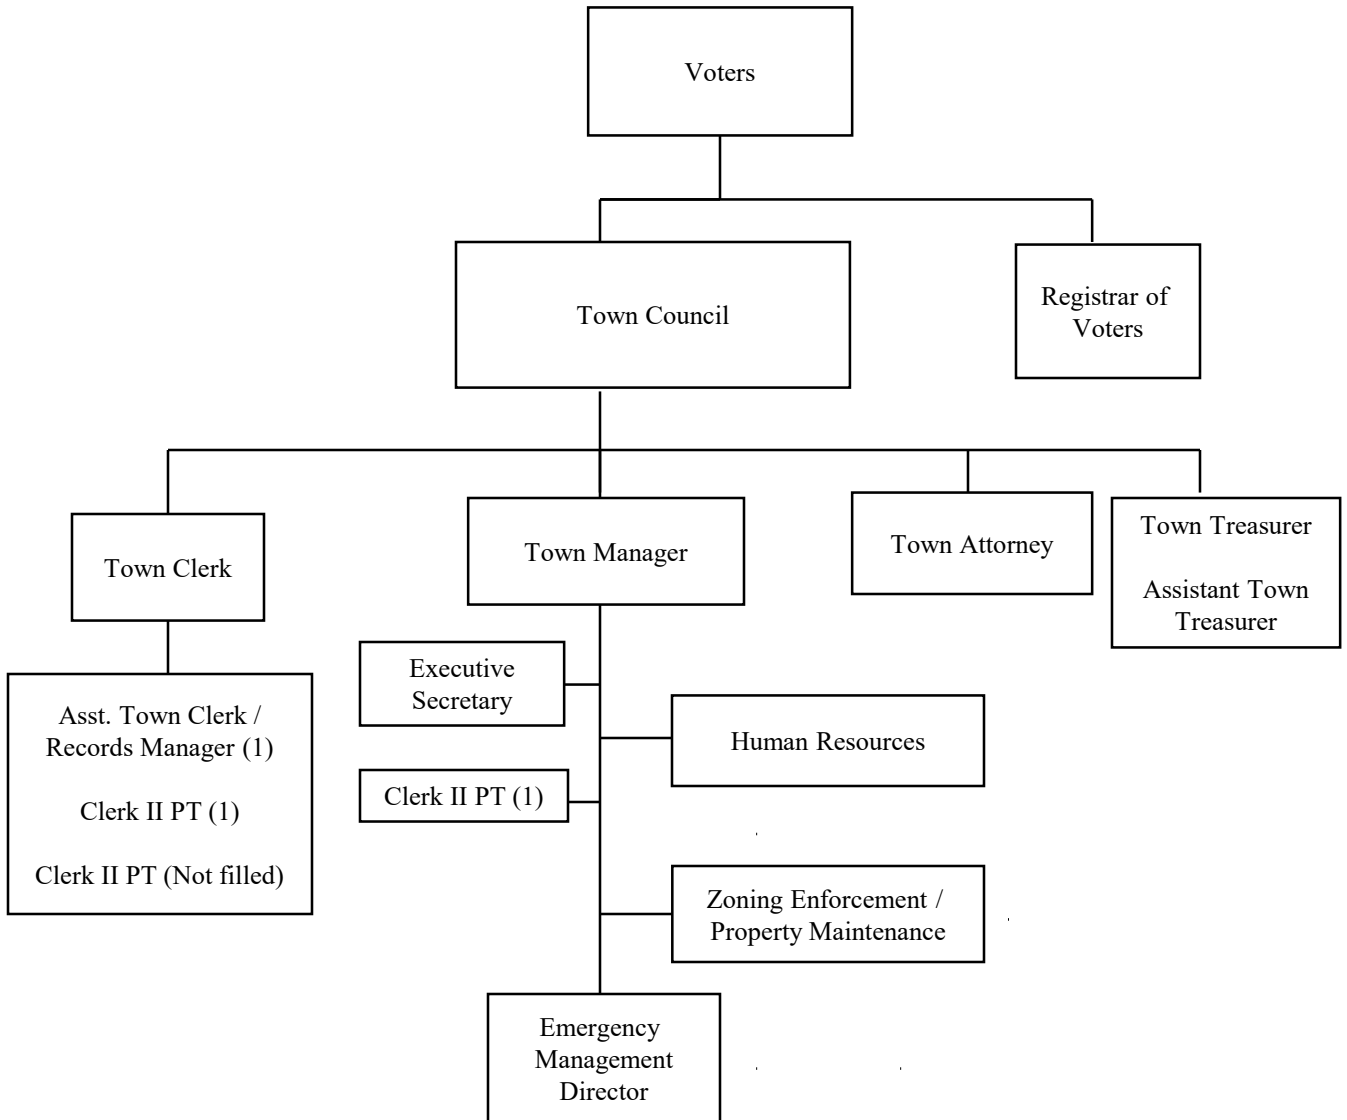 Voters
Town Council
Registrar of
Voters
Town Clerk
Town Manager
Town Attorney
Town Treasurer
Assistant Town
Treasurer
Asst. Town Clerk /
Records Manager (1)
Clerk II PT (1)
Clerk II PT (Not filled)
Executive
Secretary
Human Resources
Clerk II PT (1)
Zoning Enforcement /
Property Maintenance
Emergency
Management
Director